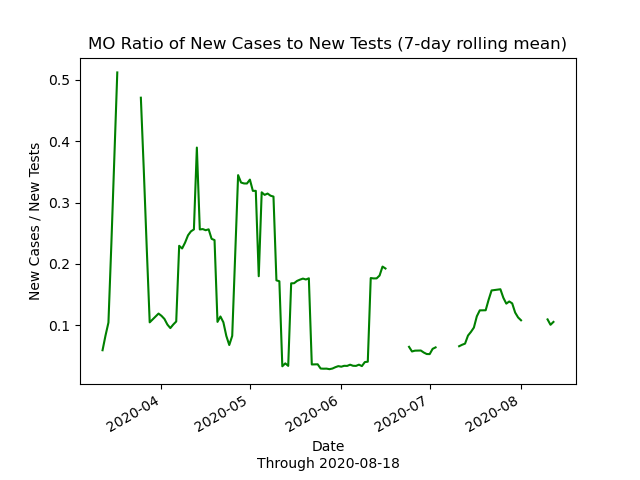 MO Ratio of New Cases to New Tests (7-day rolling mean)
New Cases / New Tests
0.5
0.4
0.3
0.2
0.1
2020-04
2020-05
2020-06
2020-07
2020-08
Date
Through 2020-08-18